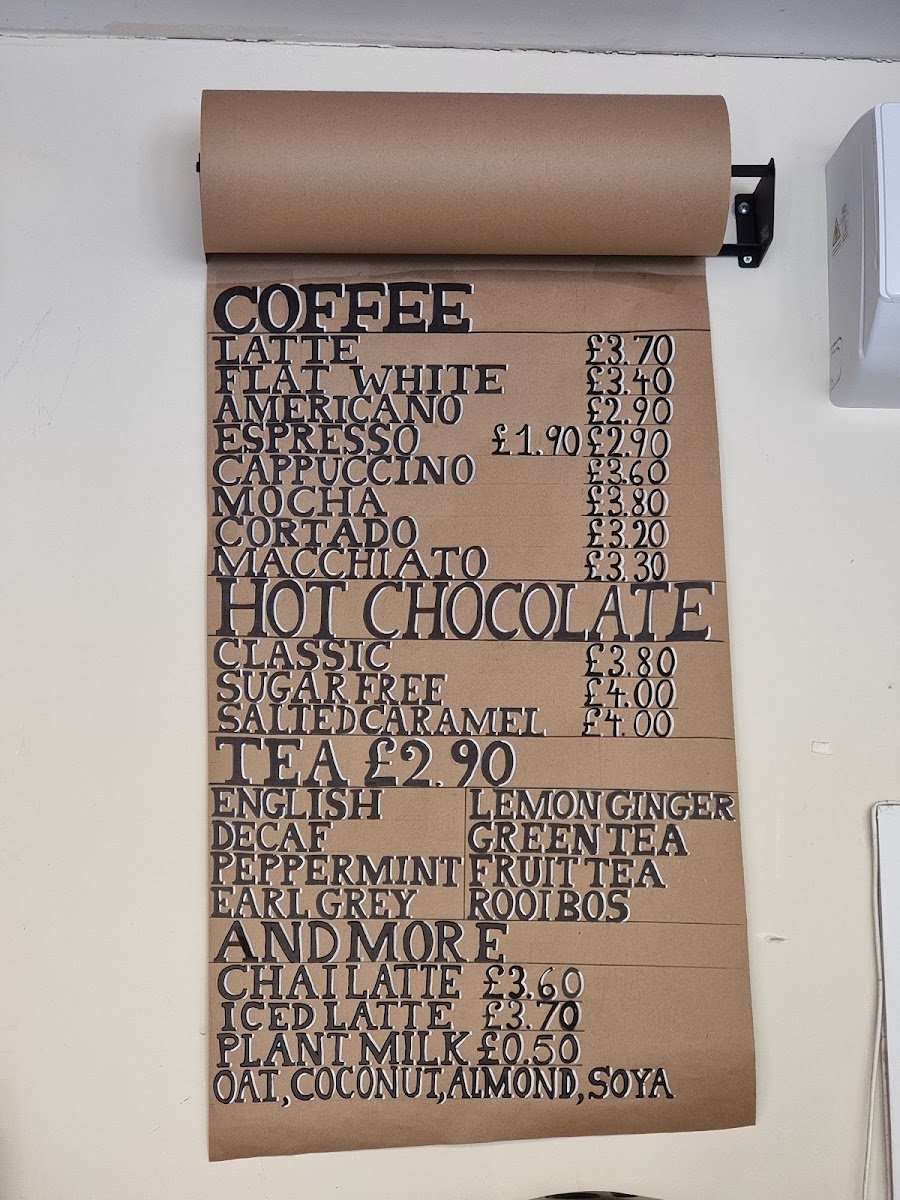 COFFEE
LATTE £3.70
FLAT WHITE £3.40
AMERICANO £2.90
ESPRESSO £1.90 £2.90
CAPPUCCINO £3.60
MOCHA £3.80
CORTADO £3.20
MACCHIATO £3.30
HOT CHOCOLATE
CLASSIC £3.80
SUGAR FREE £4.00
SALTED CARAMEL £4.00
TEA £2.90
ENGLISH LEMON GINGER
DECAF GREEN TEA
PEPPERMINT FRUIT TEA
EARL GREY ROOIBOS
AND MORE
CHAI LATTE £3.60
ICED LATTE £3.70
PLANT MILK £0.50
OAT, COCONUT, ALMOND, SOYA